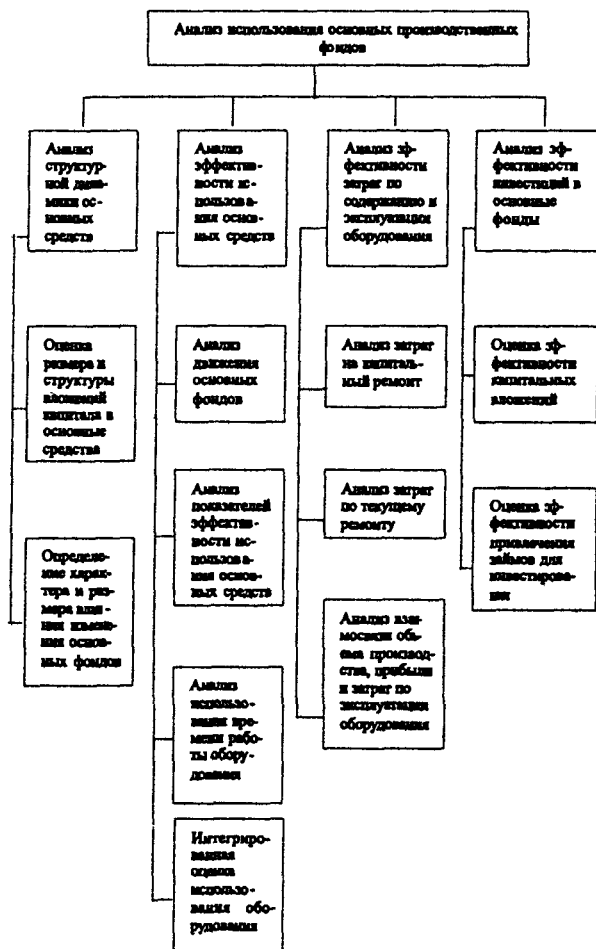 Анализ использования основных производственных
фондов
Анализ
структур-
ной дина-
мики ос-
новных
средств
Анализ
эффектив-
ности ис-
пользова-
ния основ-
ных средств
Анализ эф-
фективности
затрат по
содержанию и
эксплуатации
оборудования
Анализ эф-
фективности
инвестиций в
основные
фонды
Оценка
размера и
структуры
вложений
капитала в
основные
средства
Анализ
движения
основных
фондов
Анализ затрат
на капиталь-
ный ремонт
Оценка эф-
фективности
капитальных
вложений
Определе-
ние харак-
тера и раз-
мера влия-
ния измене-
ния основ-
ных фондов
Анализ
показателей
эффектив-
ности ис-
пользова-
ния основ-
ных средств
Анализ затрат
по текущему
ремонту
Оценка эф-
фективности
привлечения
займов для
инвестирова-
ния
Анализ
использо-
вания вре-
мени рабо-
ты обору-
дования
Анализ взаи-
мосвязи объ-
ема производ-
ства, прибыли
и затрат по
эксплуатации
оборудования
Интегриро-
ванная
оценка
использо-
вания обо-
рудования